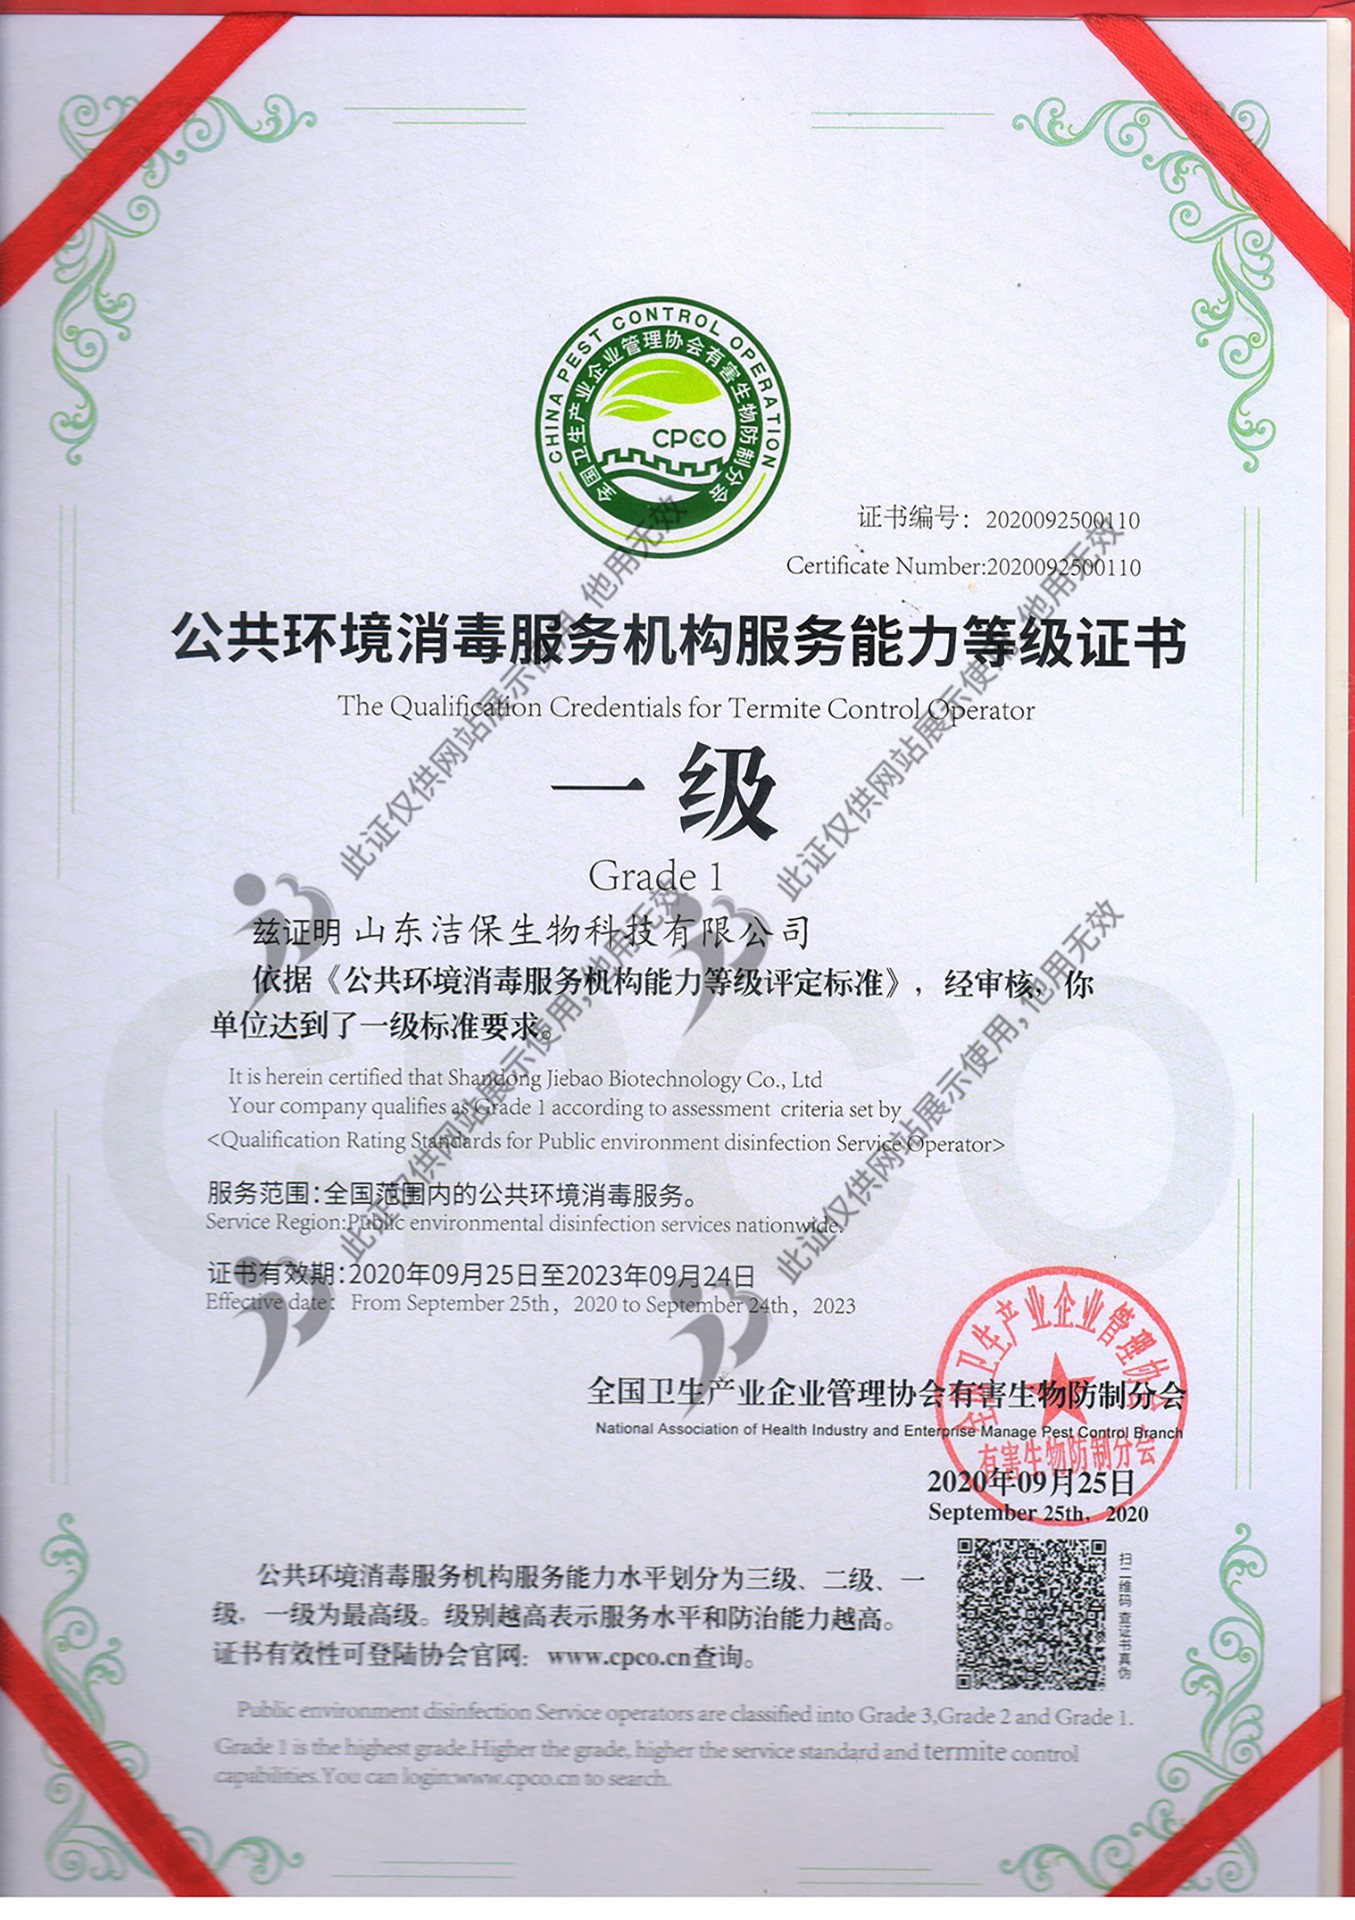 CHINA PEST CONTROL OPERATION
全国卫生产业企业管理协会有害生物防制分会
CPCO
证书编号：2020092500110
Certificate Number:2020092500110
公共环境消毒服务机构服务能力等级证书
The Qualification Credentials for Termite Control Operator
一级
Grade 1
兹证明 山东洁保生物科技有限公司
依据《公共环境消毒服务机构能力等级评定标准》，经审核，你
单位达到了一级标准要求。
It is herein certified that Shandong Jiebao Biotechnology Co., Ltd
Your company qualifies as Grade 1 according to assessment criteria set by
<Qualification Rating Standards for Public environment disinfection Service Operator>
服务范围：全国范围内的公共环境消毒服务。
Service Region:Public environmental disinfection services nationwide.
证书有效期：2020年09月25日至2023年09月24日
Effective date: From September 25th, 2020 to September 24th, 2023
全国卫生产业企业管理协会有害生物防制分会
National Association of Health Industry and Enterprise Manage Pest Control Branch
全国卫生产业企业管理协会
有害生物防制分会
2020年09月25日
September 25th, 2020
公共环境消毒服务机构服务能力水平划分为三级、二级、一
级，一级为最高级。级别越高表示服务水平和防治能力越高。
证书有效性可登陆协会官网：www.cpco.cn查询。
扫二维码 查证书真伪
Public environment disinfection Service operators are classified into Grade 3,Grade 2 and Grade 1.
Grade 1 is the highest grade.Higher the grade, higher the service standard and termite control
capabilities.You can login:www.cpco.cn to search.
CPCO
此证仅供网站展示使用,他用无效
此证仅供网站展示使用,他用无效
此证仅供网站展示使用,他用无效
此证仅供网站展示使用,他用无效